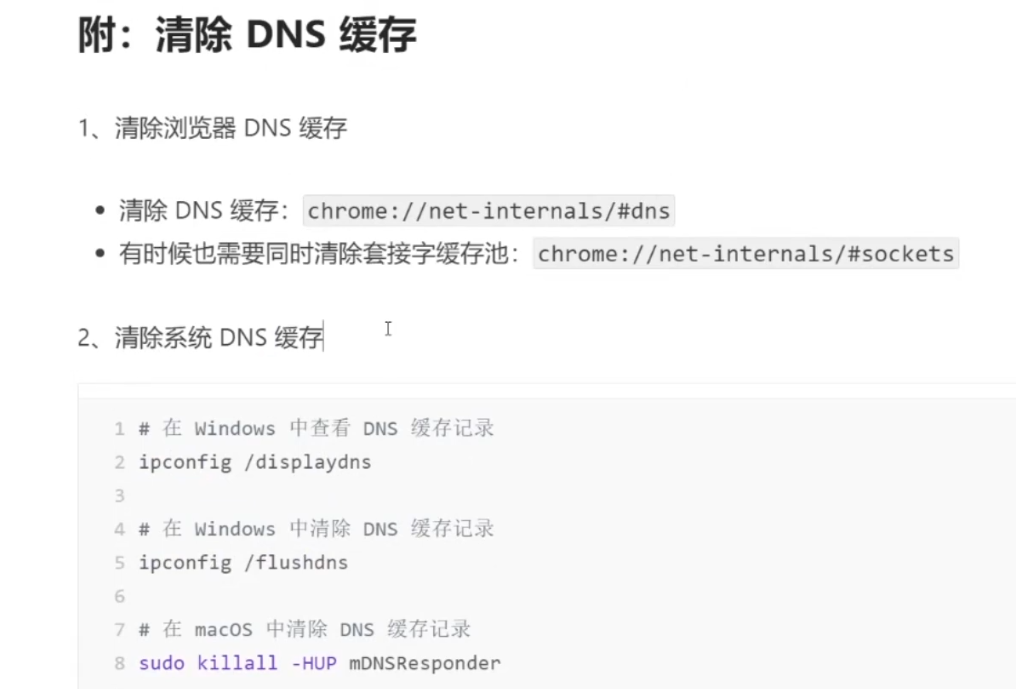 附：清除 DNS 缓存
1、清除浏览器 DNS 缓存
• 清除 DNS 缓存：chrome://net-internals/#dns
• 有时候也需要同时清除套接字缓存池：chrome://net-internals/#sockets
2、清除系统 DNS 缓存
1 # 在 Windows 中查看 DNS 缓存记录
2 ipconfig /displaydns
3
4 # 在 Windows 中清除 DNS 缓存记录
5 ipconfig /flushdns
6
7 # 在 macOS 中清除 DNS 缓存记录
8 sudo killall -HUP mDNSResponder